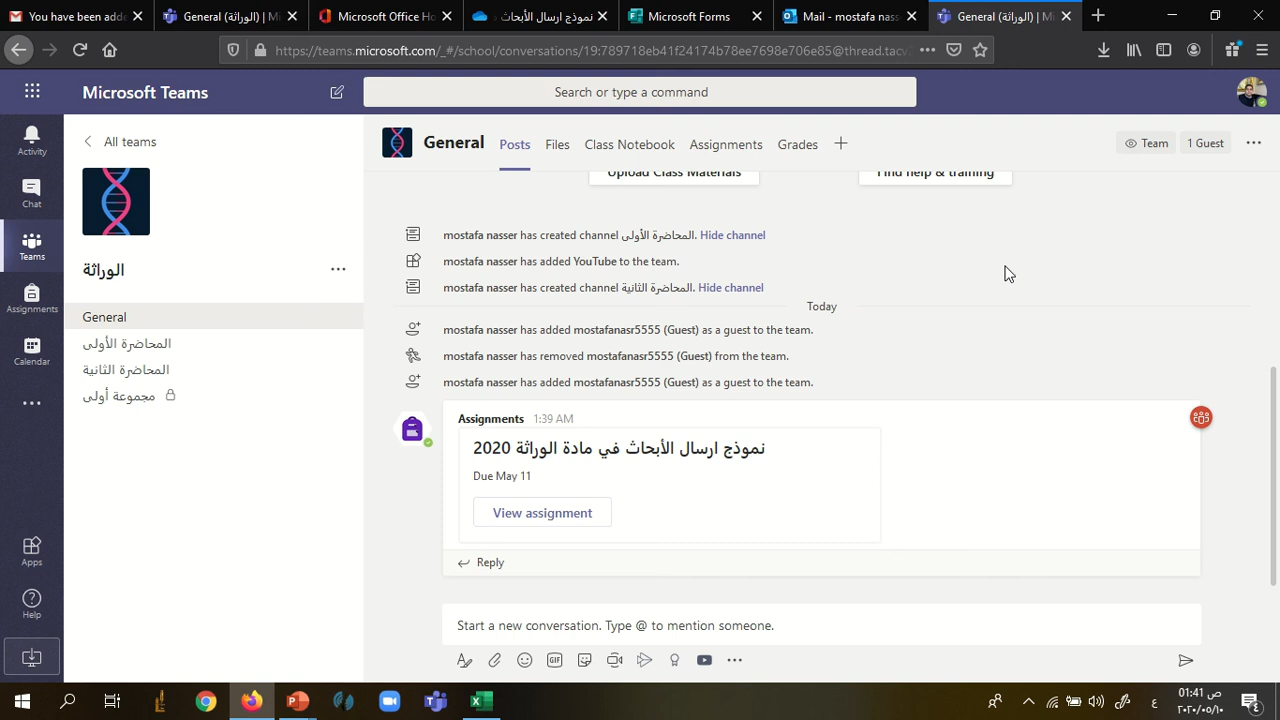 You have been added
General (الوراثة) | Mi
Microsoft Office Ho
نموذج ارسال الأبحاث
Microsoft Forms
Mail - mostafa nass
General (الوراثة) | Mi
https://teams.microsoft.com/_#/school/conversations/19:789718eb41f24174b78ee7698e706e85@thread.tacv
Microsoft Teams
Search or type a command
Activity
Chat
Teams
Assignments
Calendar
Apps
Help
All teams
الوراثة
General
المحاضرة الأولى
المحاضرة الثانية
مجموعة أولى
General
Posts
Files
Class Notebook
Assignments
Grades
Team
1 Guest
Upload Class Materials
Find help & training
mostafa nasser has created channel المحاضرة الأولى. Hide channel
mostafa nasser has added YouTube to the team.
mostafa nasser has created channel المحاضرة الثانية. Hide channel
Today
mostafa nasser has added mostafanasr5555 (Guest) as a guest to the team.
mostafa nasser has removed mostafanasr5555 (Guest) from the team.
mostafa nasser has added mostafanasr5555 (Guest) as a guest to the team.
Assignments 1:39 AM
نموذج ارسال الأبحاث في مادة الوراثة 2020
Due May 11
View assignment
Reply
Start a new conversation. Type @ to mention someone.
GIF
ع
01:41 ص
٢٠٢٠/٠٥/١٠